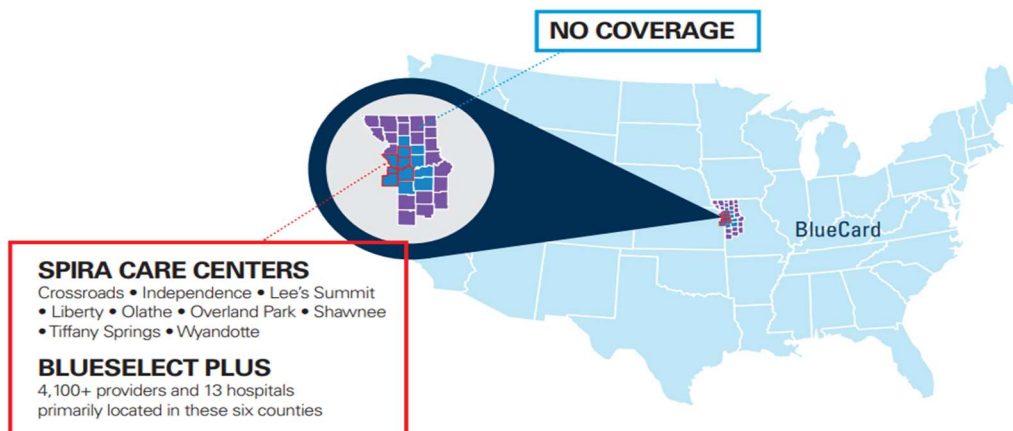 NO COVERAGE
BlueCard
SPIRA CARE CENTERS
Crossroads • Independence • Lee's Summit
• Liberty • Olathe • Overland Park • Shawnee
• Tiffany Springs • Wyandotte
BLUESELECT PLUS
4,100+ providers and 13 hospitals
primarily located in these six counties